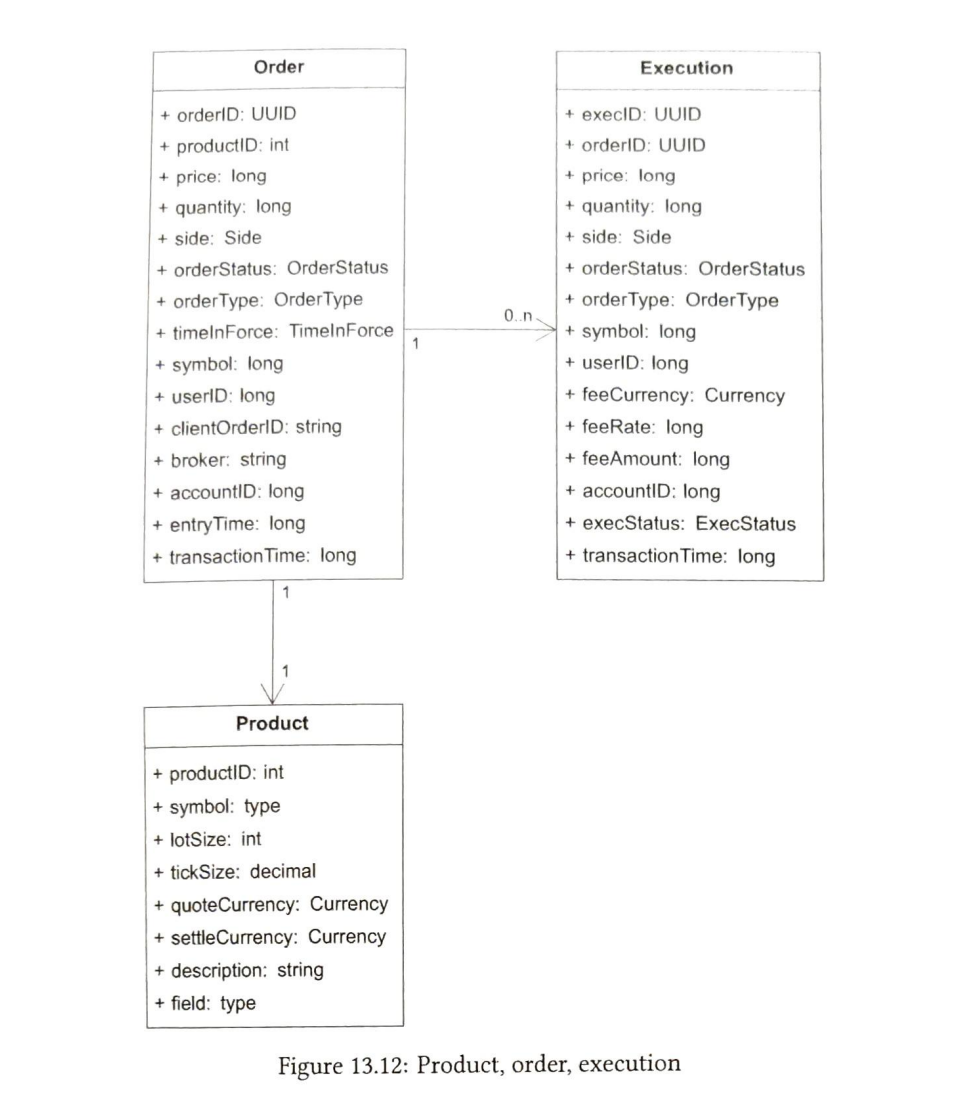 Order
+ orderID: UUID
+ productID: int
+ price: long
+ quantity: long
+ side: Side
+ orderStatus: OrderStatus
+ orderType: OrderType
+ timeInForce: TimeInForce
+ symbol: long
+ userID: long
+ clientOrderID: string
+ broker: string
+ accountID: long
+ entryTime: long
+ transactionTime: long
1
0..n
Execution
+ execID: UUID
+ orderID: UUID
+ price: long
+ quantity: long
+ side: Side
+ orderStatus: OrderStatus
+ orderType: OrderType
+ symbol: long
+ userID: long
+ feeCurrency: Currency
+ feeRate: long
+ feeAmount: long
+ accountID: long
+ execStatus: ExecStatus
+ transactionTime: long
1
1
Product
+ productID: int
+ symbol: type
+ lotSize: int
+ tickSize: decimal
+ quoteCurrency: Currency
+ settleCurrency: Currency
+ description: string
+ field: type
Figure 13.12: Product, order, execution